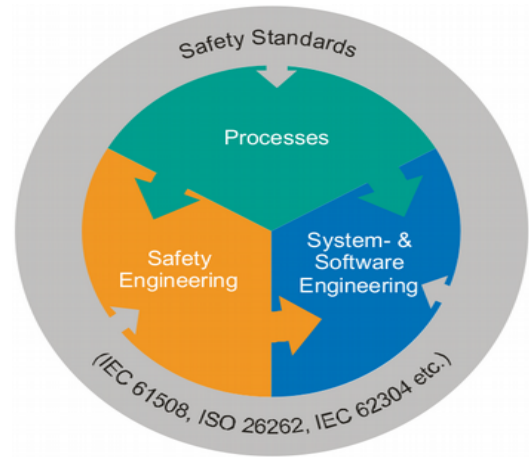 Safety Standards
Processes
Safety
Engineering
System- &
Software
Engineering
(IEC 61508, ISO 26262, IEC 62304 etc.)